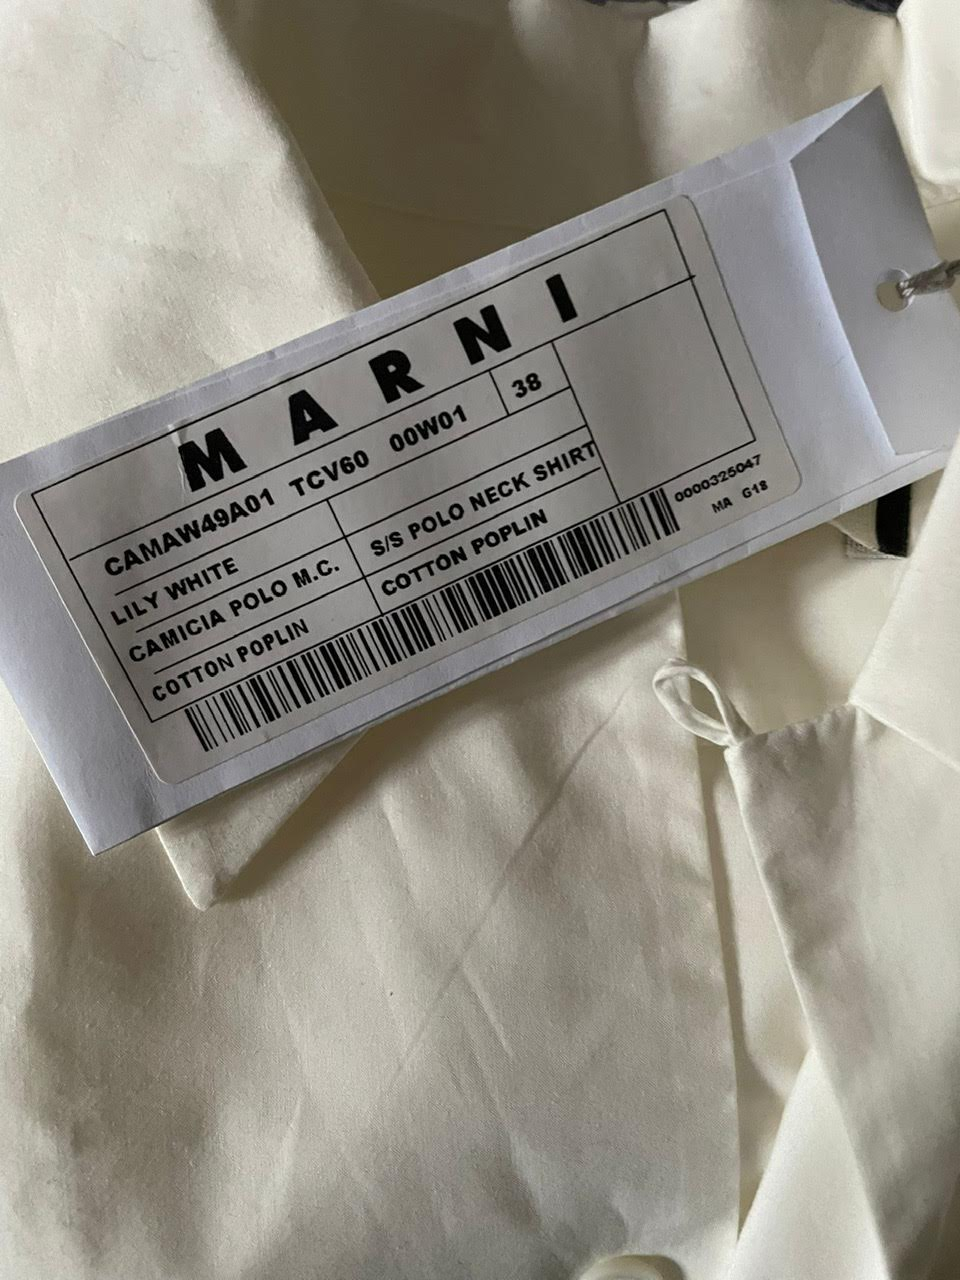 MARNI
CAMAW49A01 TCV60 00W01 38
LILY WHITE
CAMICIA POLO M.C. S/S POLO NECK SHIRT
COTTON POPLIN COTTON POPLIN
0000325047
MA G18